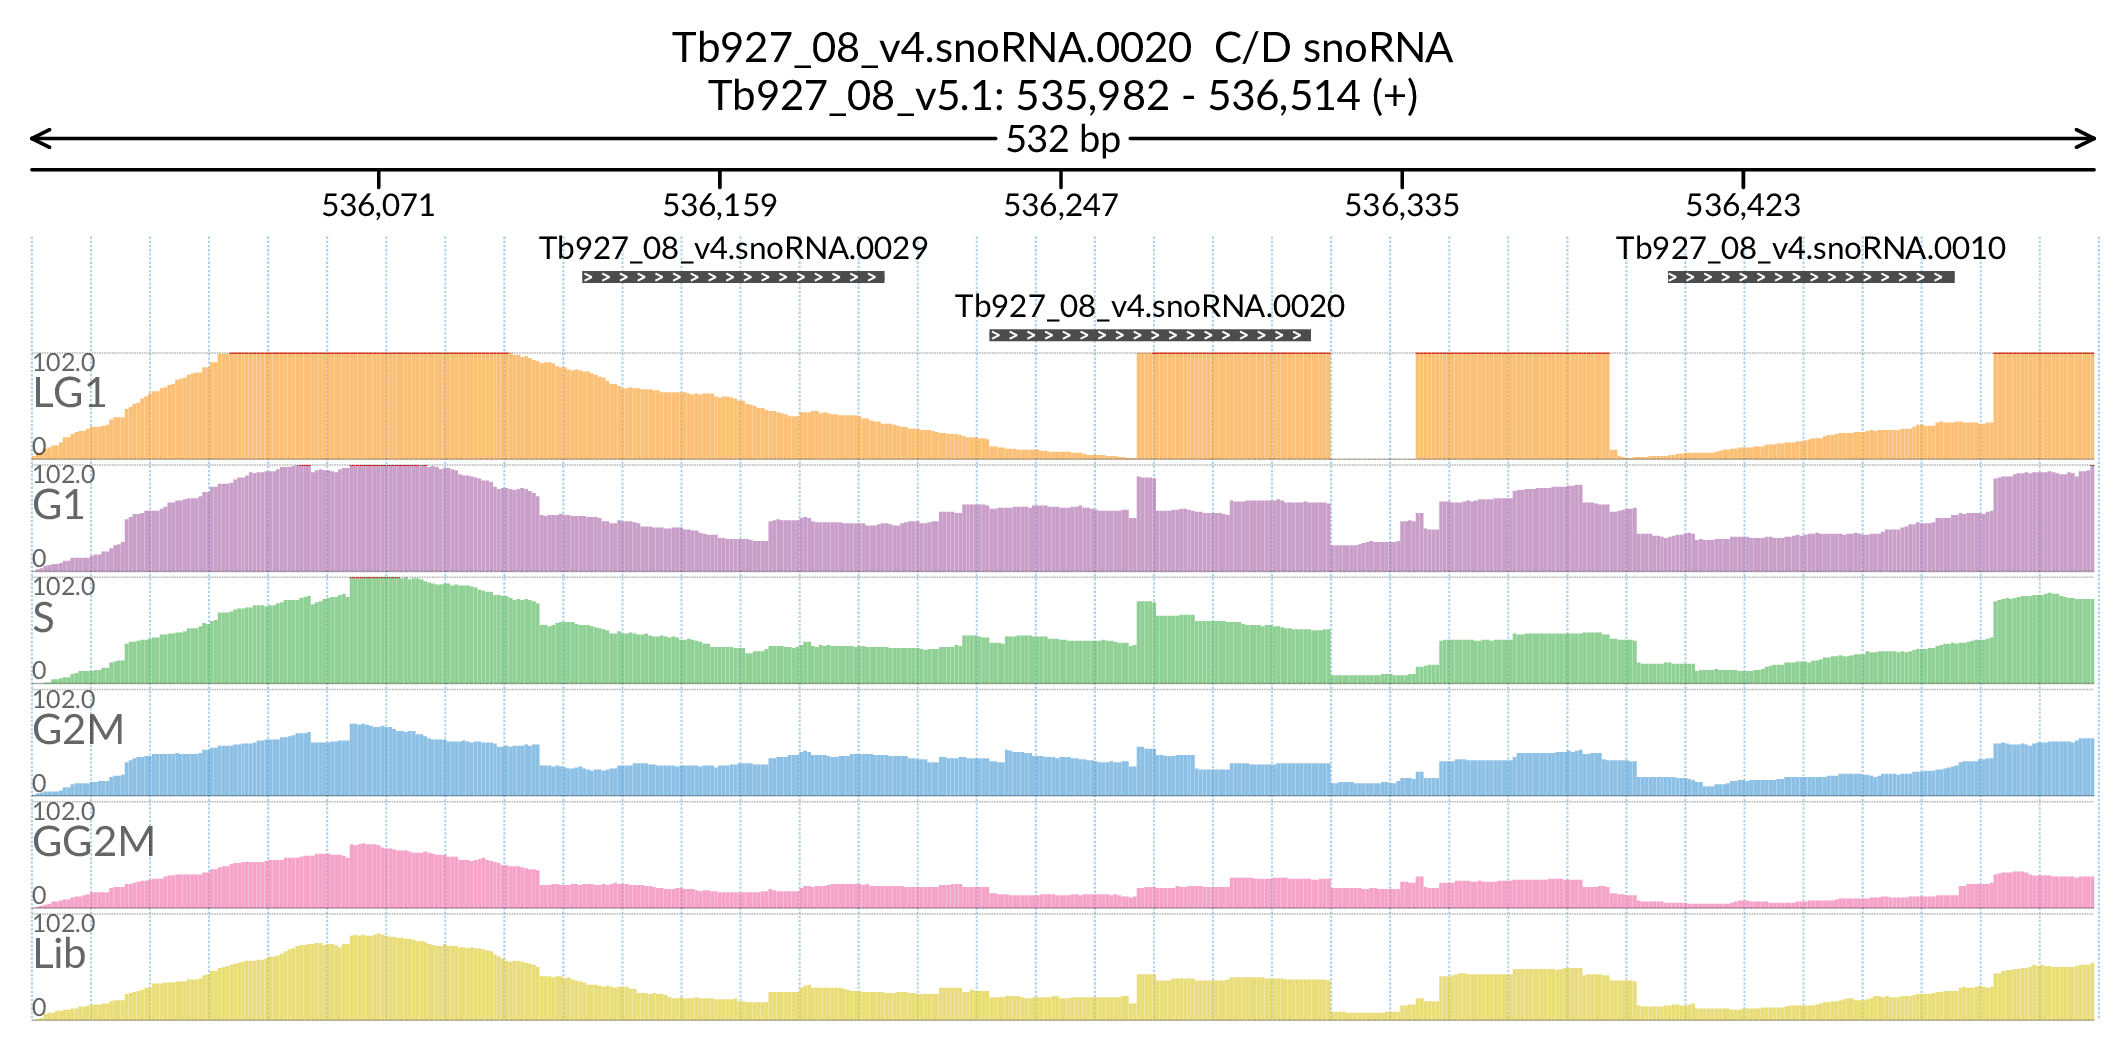 Tb927_08_v4.snoRNA.0020 C/D snoRNA
Tb927_08_v5.1: 535,982 - 536,514 (+)
532 bp
536,071 536,159 536,247 536,335 536,423
Tb927_08_v4.snoRNA.0029 Tb927_08_v4.snoRNA.0010
Tb927_08_v4.snoRNA.0020
102.0
LG1
0
102.0
G1
0
102.0
S
0
102.0
G2M
0
102.0
GG2M
0
102.0
Lib
0